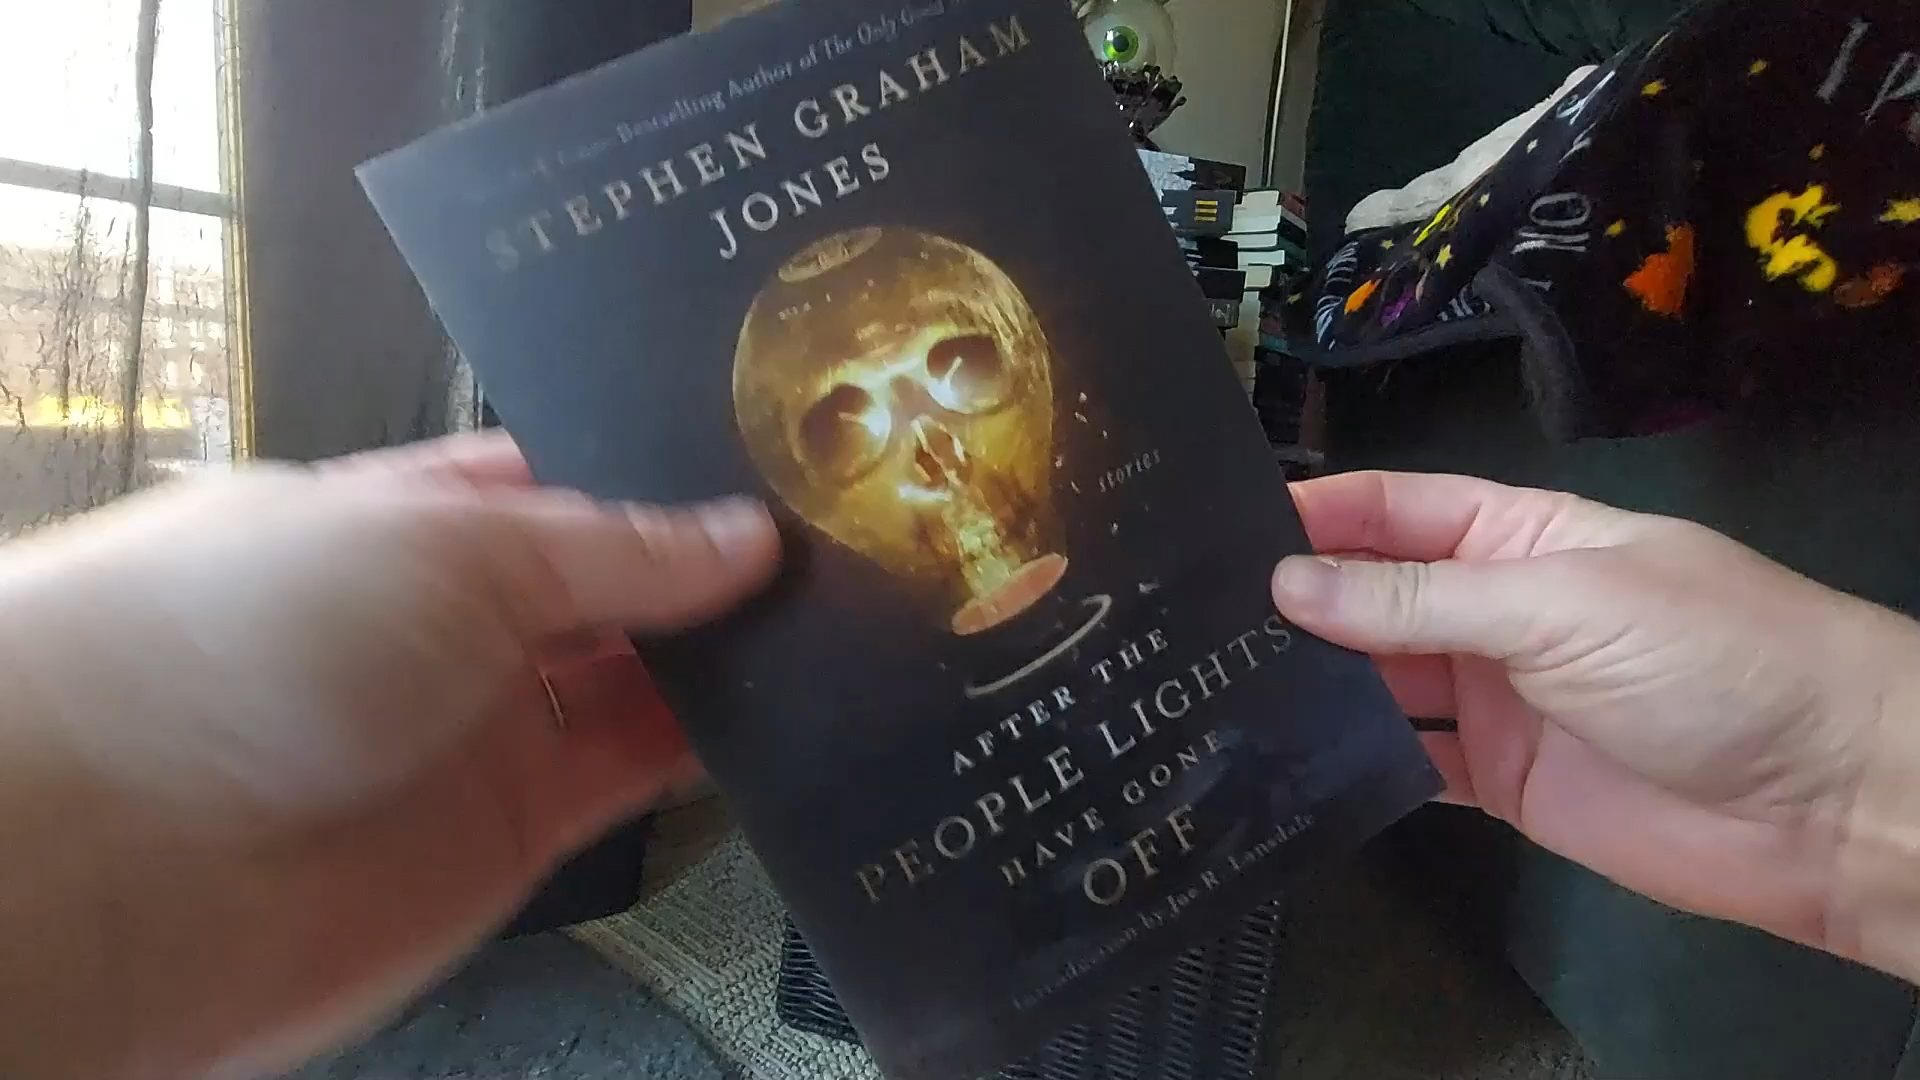 Bestselling Author of The Only Good
STEPHEN GRAHAM
JONES
stories
AFTER THE
PEOPLE LIGHTS
HAVE GONE
OFF
Introduction by Joe R. Lansdale
I
NO